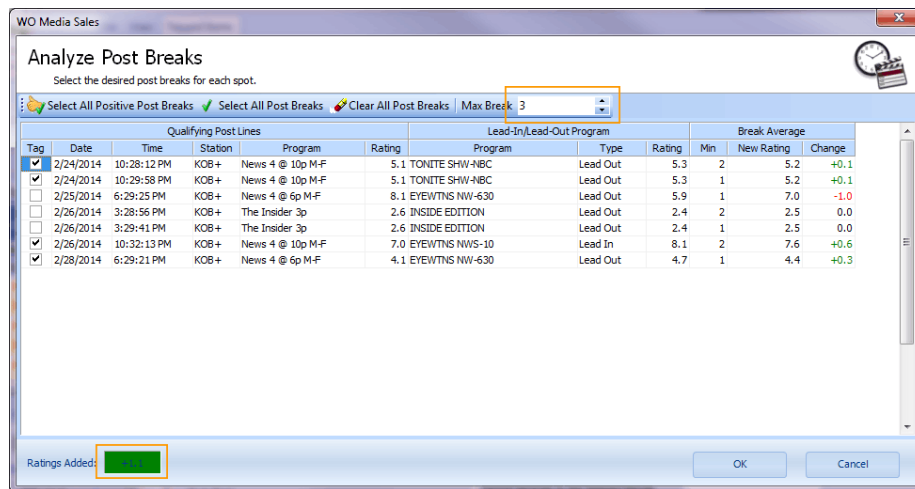 WO Media Sales
Analyze Post Breaks
Select the desired post breaks for each spot.
Select All Positive Post Breaks Select All Post Breaks Clear All Post Breaks Max Break 3
Qualifying Post Lines Lead-In/Lead-Out Program Break Average
Tag Date Time Station Program Rating Program Type Rating Min New Rating Change
2/24/2014 10:28:12 PM KOB+ News 4 @ 10p M-F 5.1 TONITE SHW-NBC Lead Out 5.3 2 5.2 +0.1
2/24/2014 10:29:58 PM KOB+ News 4 @ 10p M-F 5.1 TONITE SHW-NBC Lead Out 5.3 1 5.2 +0.1
2/25/2014 6:29:25 PM KOB+ News 4 @ 6p M-F 8.1 EYEWTNS NW-630 Lead Out 5.9 1 7.0 -1.0
2/26/2014 3:28:56 PM KOB+ The Insider 3p 2.6 INSIDE EDITION Lead Out 2.4 2 2.5 0.0
2/26/2014 3:29:41 PM KOB+ The Insider 3p 2.6 INSIDE EDITION Lead Out 2.4 1 2.5 0.0
2/26/2014 10:32:13 PM KOB+ News 4 @ 10p M-F 7.0 EYEWTNS NWS-10 Lead In 8.1 2 7.6 +0.6
2/28/2014 6:29:21 PM KOB+ News 4 @ 6p M-F 4.1 EYEWTNS NW-630 Lead Out 4.7 1 4.4 +0.3
Ratings Added: +1.1 OK Cancel